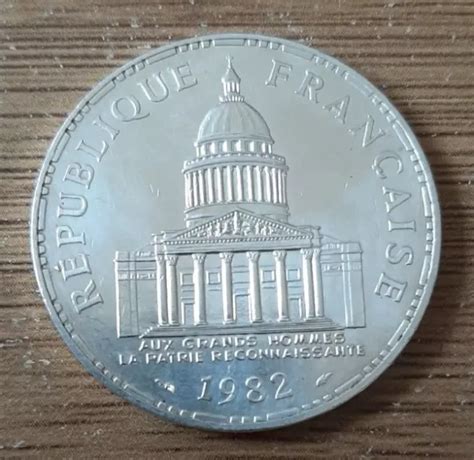 RÉPUBLIQUE FRANÇAISE
AUX GRANDS HOMMES
LA PATRIE RECONNAISSANTE
1982